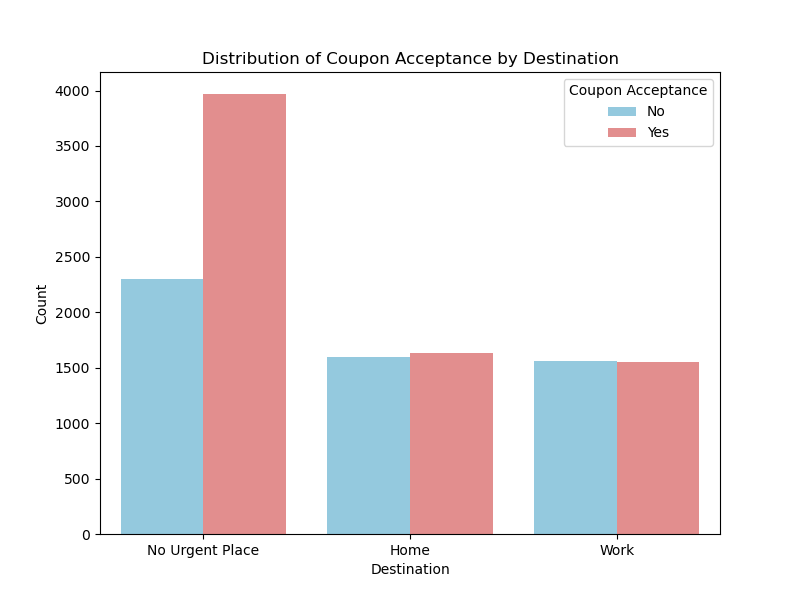 Distribution of Coupon Acceptance by Destination
Coupon Acceptance
No
Yes
4000
3500
3000
2500
2000
1500
1000
500
0
Count
No Urgent Place
Home
Work
Destination